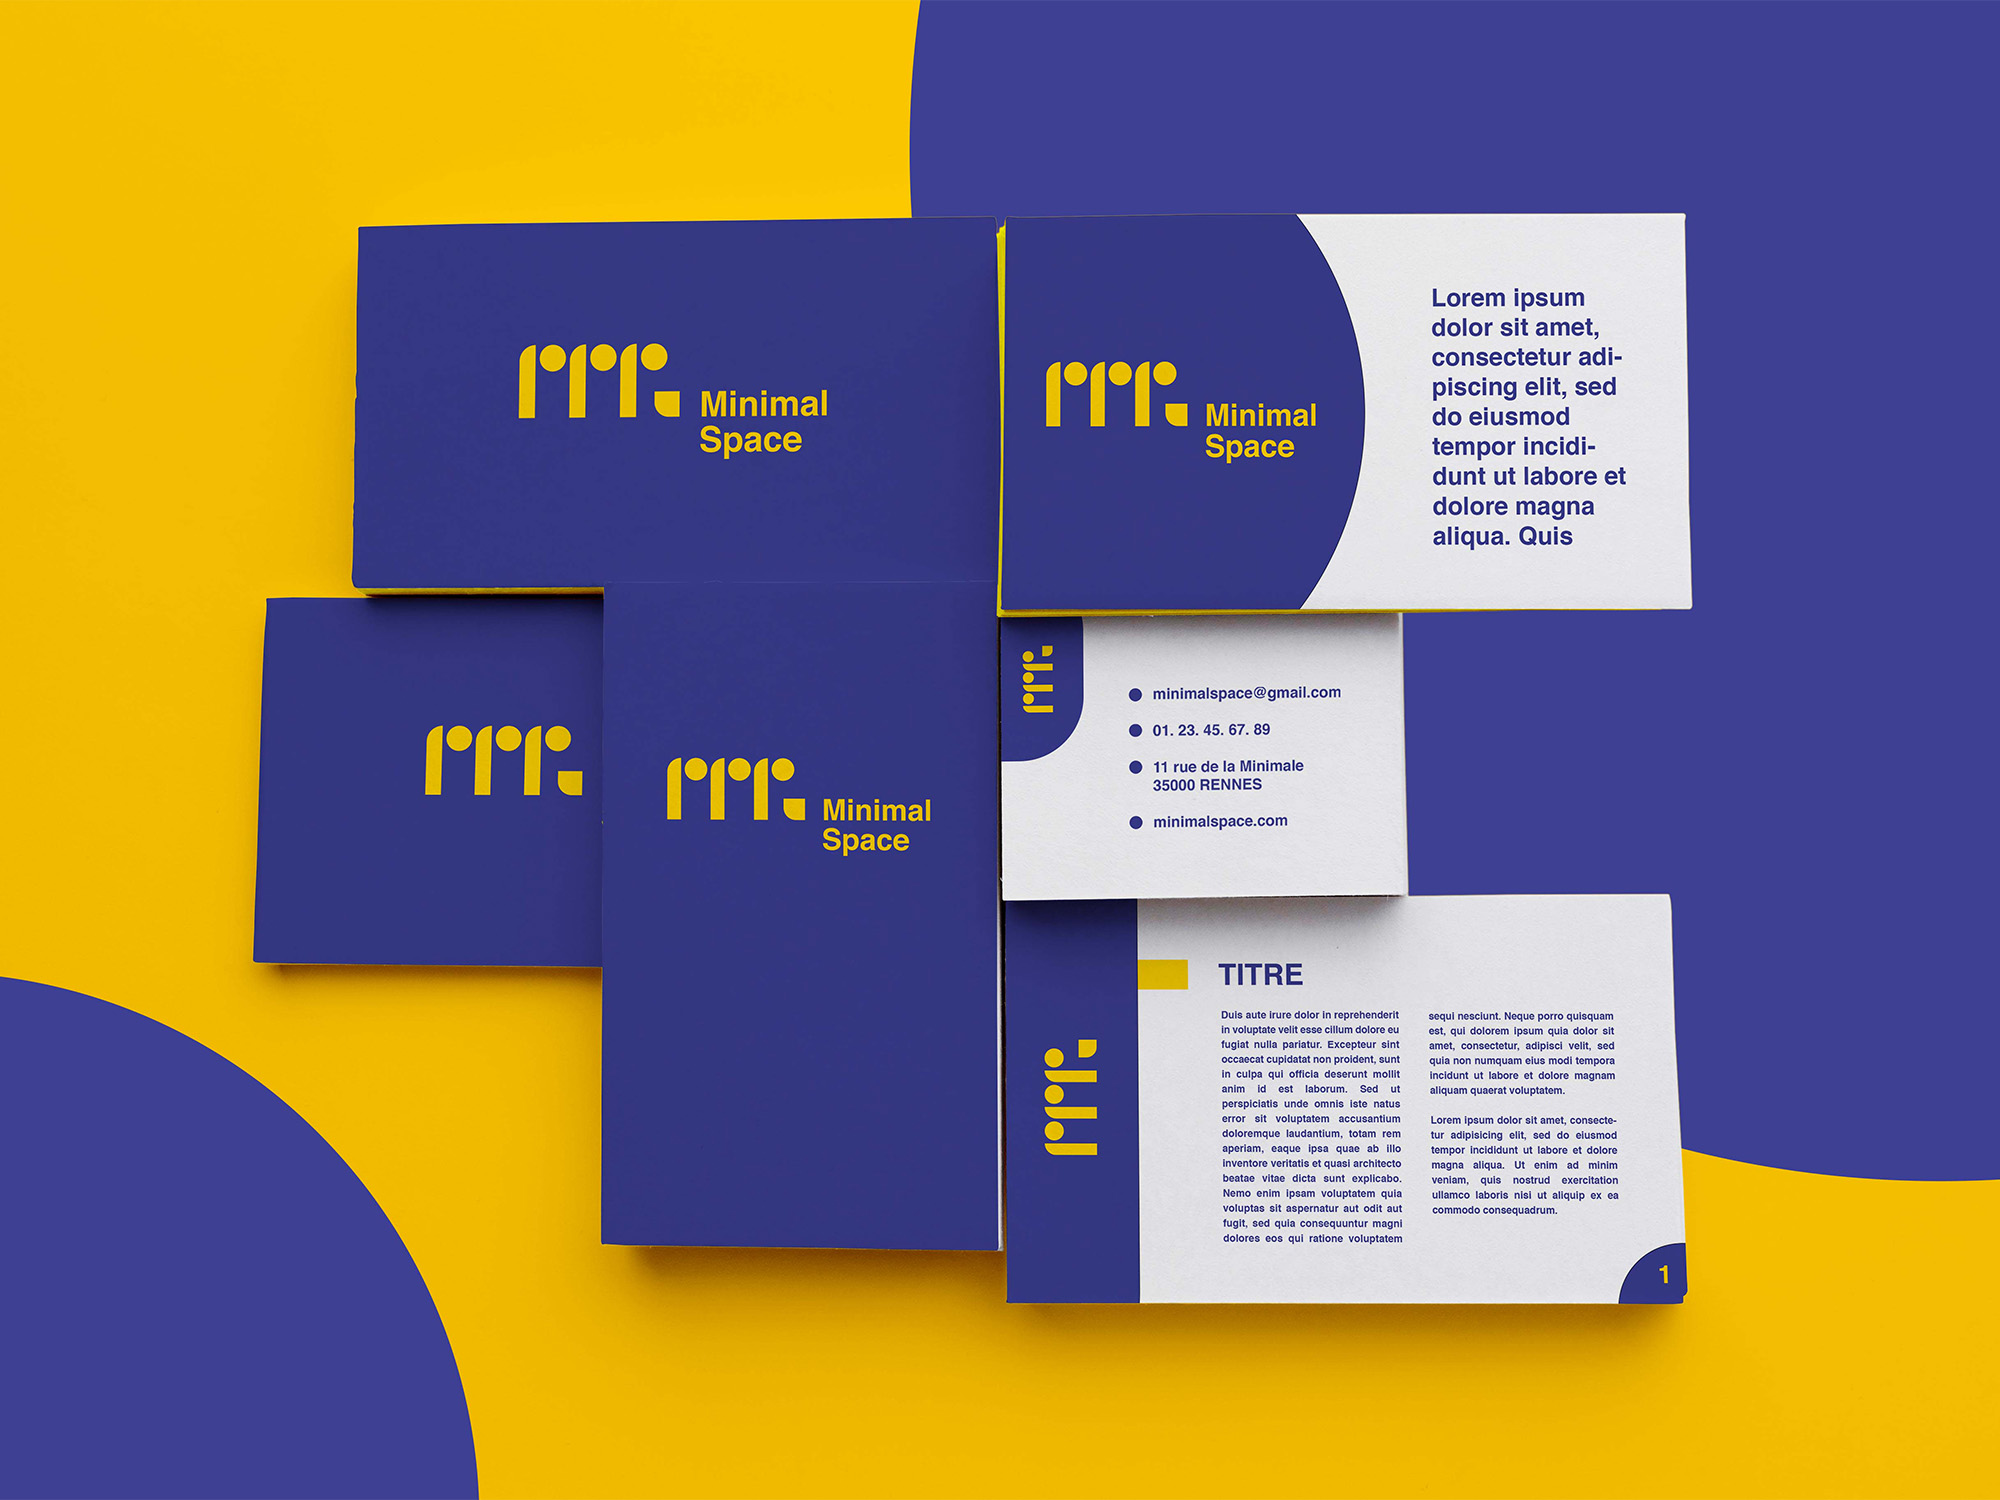 Minimal
Space
Minimal
Space
Lorem ipsum
dolor sit amet,
consectetur adi-
piscing elit, sed
do eiusmod
tempor incidi-
dunt ut labore et
dolore magna
aliqua. Quis
Minimal
Space
minimalspace@gmail.com
01. 23. 45. 67. 89
11 rue de la Minimale
35000 RENNES
minimalspace.com
TITRE
Duis aute irure dolor in reprehenderit
in voluptate velit esse cillum dolore eu
fugiat nulla pariatur. Excepteur sint
occaecat cupidatat non proident, sunt
in culpa qui officia deserunt mollit
anim id est laborum. Sed ut
perspiciatis unde omnis iste natus
error sit voluptatem accusantium
doloremque laudantium, totam rem
aperiam, eaque ipsa quae ab illo
inventore veritatis et quasi architecto
beatae vitae dicta sunt explicabo.
Nemo enim ipsam voluptatem quia
voluptas sit aspernatur aut odit aut
fugit, sed quia consequuntur magni
dolores eos qui ratione voluptatem
sequi nesciunt. Neque porro quisquam
est, qui dolorem ipsum quia dolor sit
amet, consectetur, adipisci velit, sed
quia non numquam eius modi tempora
incidunt ut labore et dolore magnam
aliquam quaerat voluptatem.
Lorem ipsum dolor sit amet, consecte-
tur adipisicing elit, sed do eiusmod
tempor incididunt ut labore et dolore
magna aliqua. Ut enim ad minim
veniam, quis nostrud exercitation
ullamco laboris nisi ut aliquip ex ea
commodo consequadrum.
1